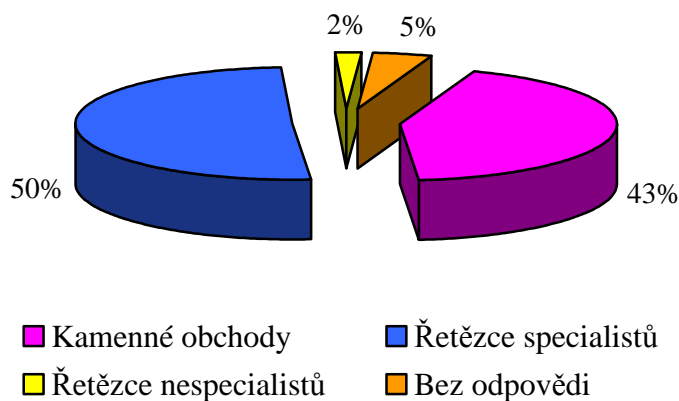 2%
5%
50%
43%
Kamenné obchody
Řetězce specialistů
Řetězce nespecialistů
Bez odpovědi